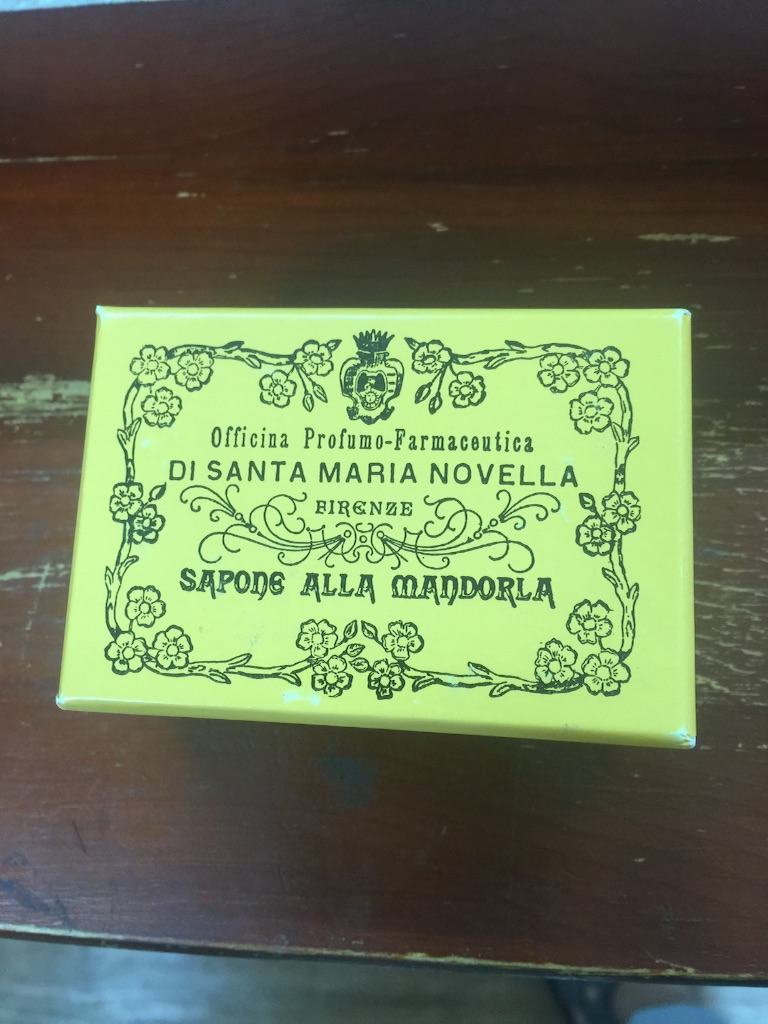 Officina Profumo-Farmaceutica
DI SANTA MARIA NOVELLA
FIRENZE
SAPONE ALLA MANDORLA